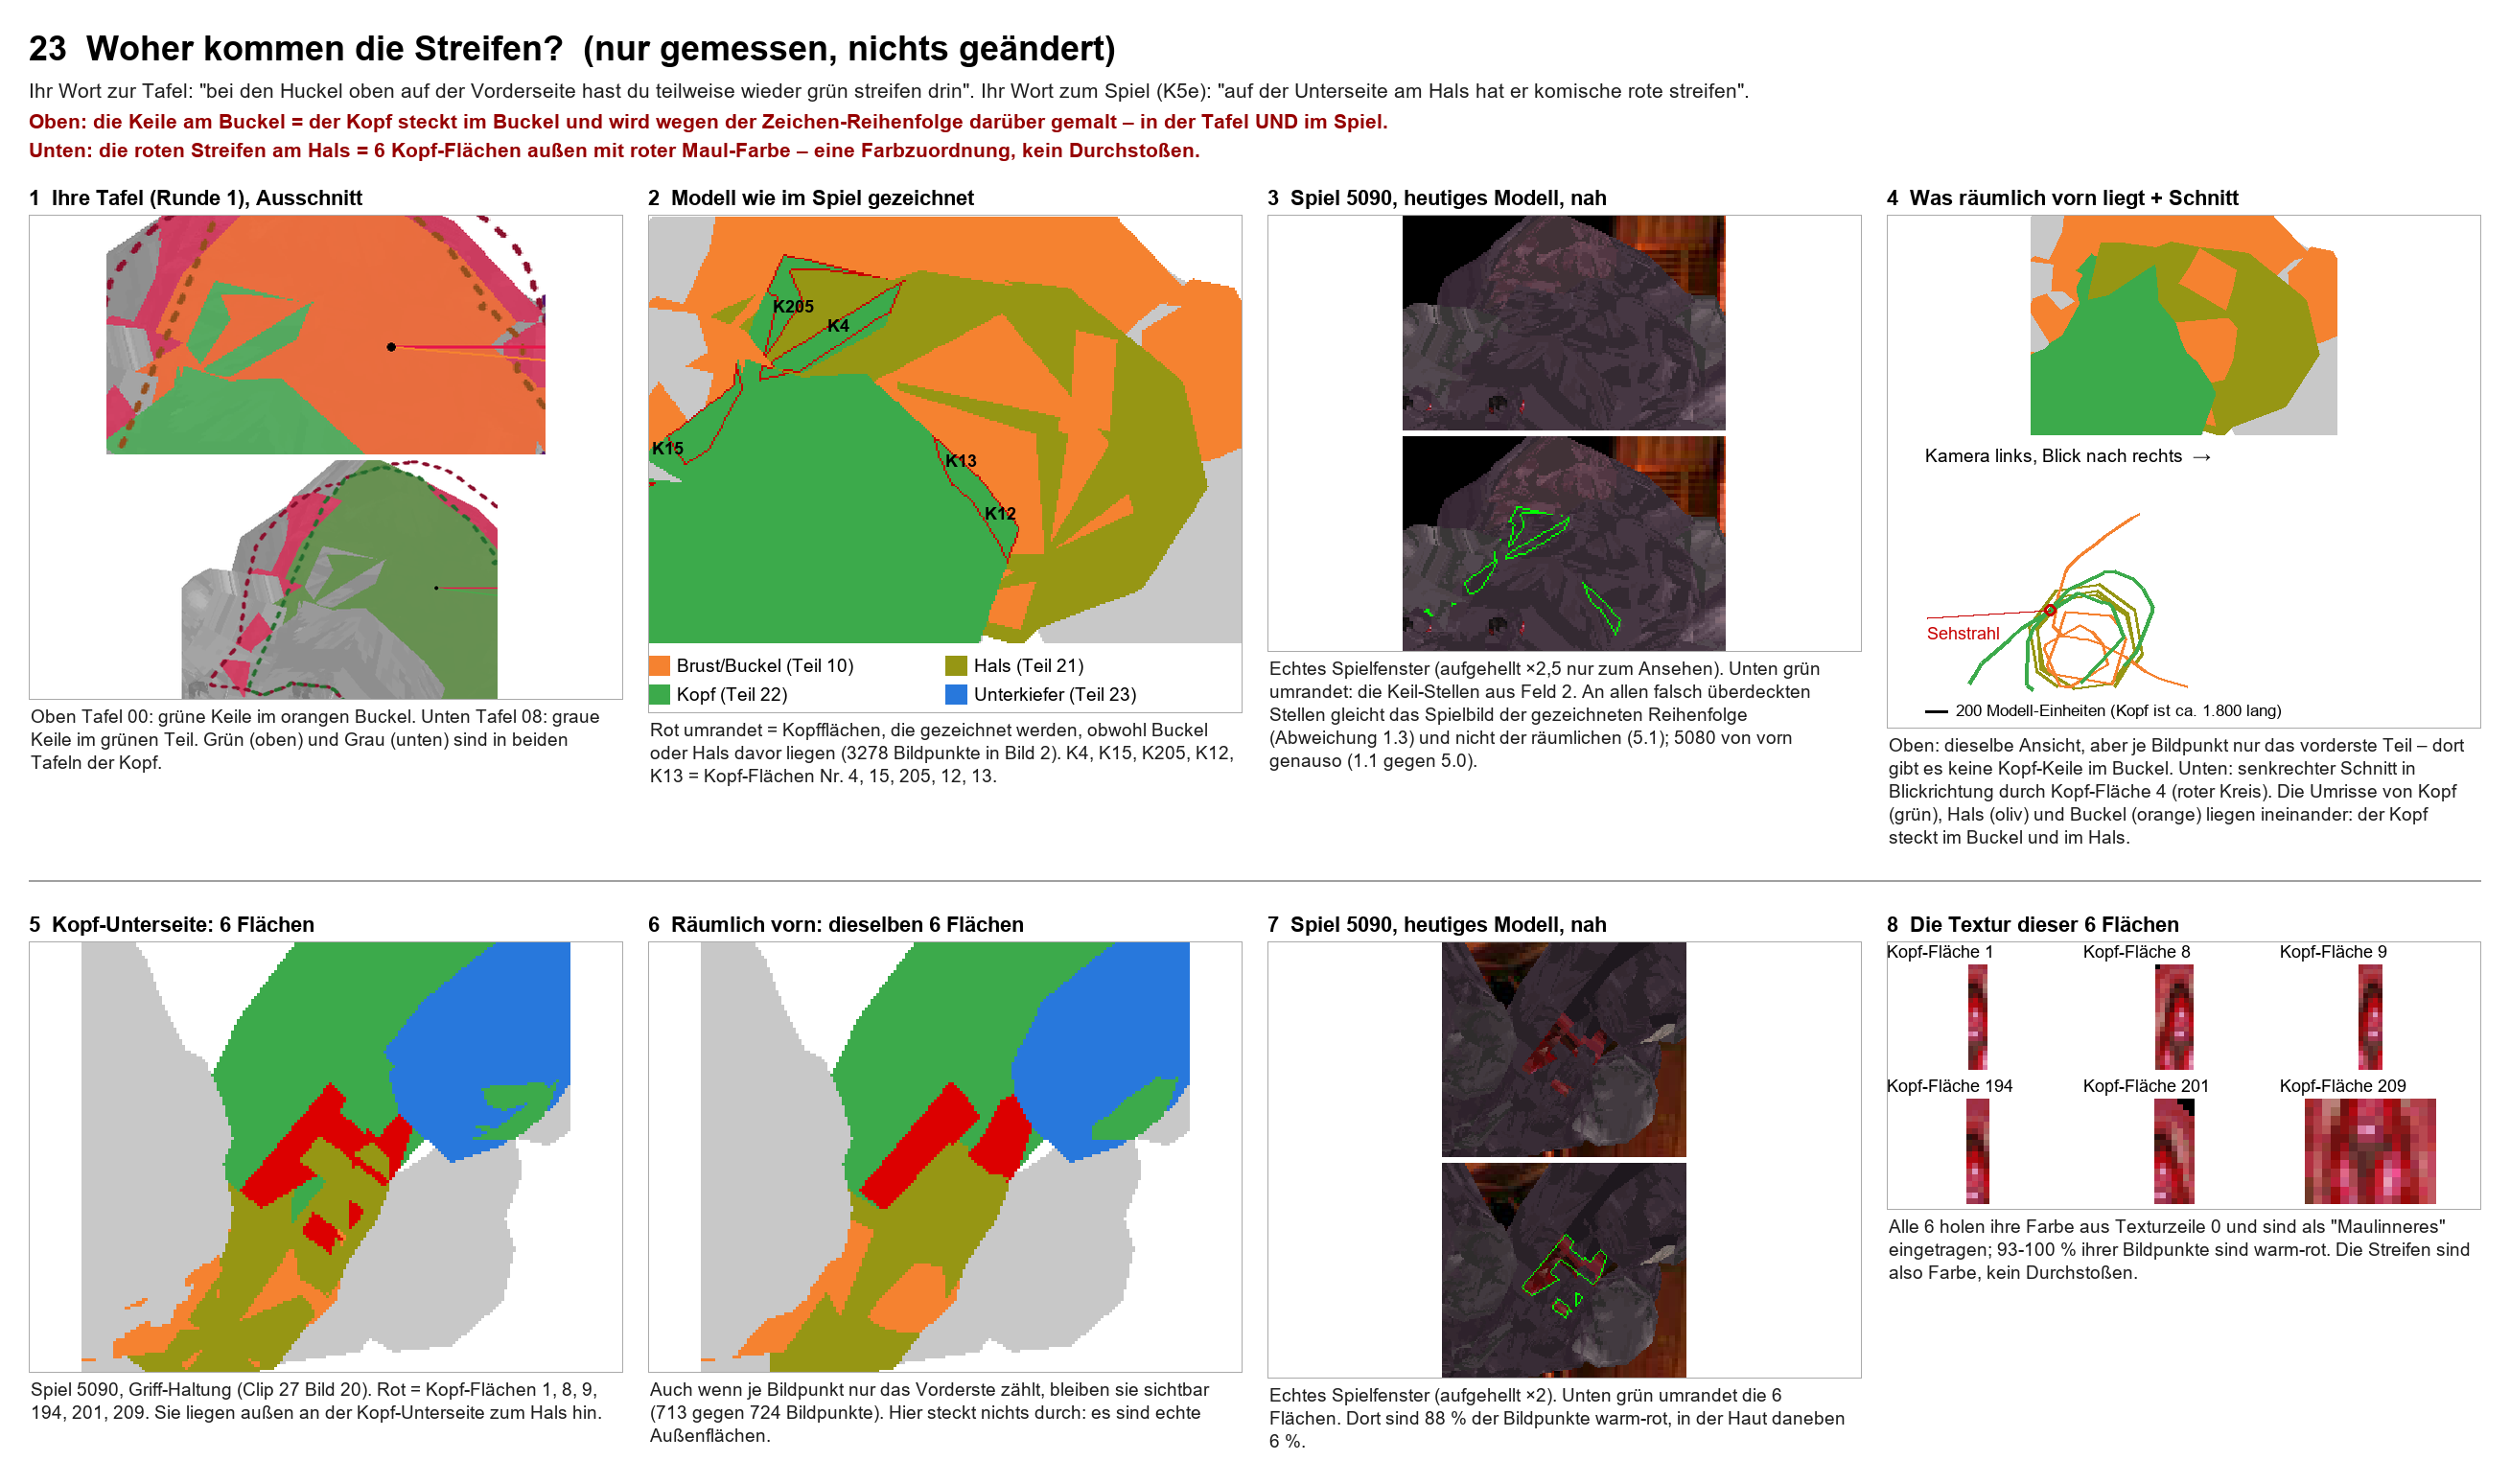 23 Woher kommen die Streifen? (nur gemessen, nichts geändert)
Ihr Wort zur Tafel: "bei den Huckel oben auf der Vorderseite hast du teilweise wieder grün streifen drin". Ihr Wort zum Spiel (K5e): "auf der Unterseite am Hals hat er komische rote streifen".
Oben: die Keile am Buckel = der Kopf steckt im Buckel und wird wegen der Zeichen-Reihenfolge darüber gemalt – in der Tafel UND im Spiel.
Unten: die roten Streifen am Hals = 6 Kopf-Flächen außen mit roter Maul-Farbe – eine Farbzuordnung, kein Durchstoßen.
1 Ihre Tafel (Runde 1), Ausschnitt
Oben Tafel 00: grüne Keile im orangen Buckel. Unten Tafel 08: graue
Keile im grünen Teil. Grün (oben) und Grau (unten) sind in beiden
Tafeln der Kopf.
2 Modell wie im Spiel gezeichnet
K205
K4
K15
K13
K12
Brust/Buckel (Teil 10)
Hals (Teil 21)
Kopf (Teil 22)
Unterkiefer (Teil 23)
Rot umrandet = Kopfflächen, die gezeichnet werden, obwohl Buckel
oder Hals davor liegen (3278 Bildpunkte in Bild 2). K4, K15, K205, K12,
K13 = Kopf-Flächen Nr. 4, 15, 205, 12, 13.
3 Spiel 5090, heutiges Modell, nah
Echtes Spielfenster (aufgehellt ×2,5 nur zum Ansehen). Unten grün
umrandet: die Keil-Stellen aus Feld 2. An allen falsch überdeckten
Stellen gleicht das Spielbild der gezeichneten Reihenfolge
(Abweichung 1.3) und nicht der räumlichen (5.1); 5080 von vorn
genauso (1.1 gegen 5.0).
4 Was räumlich vorn liegt + Schnitt
Kamera links, Blick nach rechts →
Sehstrahl
200 Modell-Einheiten (Kopf ist ca. 1.800 lang)
Oben: dieselbe Ansicht, aber je Bildpunkt nur das vorderste Teil – dort
gibt es keine Kopf-Keile im Buckel. Unten: senkrechter Schnitt in
Blickrichtung durch Kopf-Fläche 4 (roter Kreis). Die Umrisse von Kopf
(grün), Hals (oliv) und Buckel (orange) liegen ineinander: der Kopf
steckt im Buckel und im Hals.
5 Kopf-Unterseite: 6 Flächen
Spiel 5090, Griff-Haltung (Clip 27 Bild 20). Rot = Kopf-Flächen 1, 8, 9,
194, 201, 209. Sie liegen außen an der Kopf-Unterseite zum Hals hin.
6 Räumlich vorn: dieselben 6 Flächen
Auch wenn je Bildpunkt nur das Vorderste zählt, bleiben sie sichtbar
(713 gegen 724 Bildpunkte). Hier steckt nichts durch: es sind echte
Außenflächen.
7 Spiel 5090, heutiges Modell, nah
Echtes Spielfenster (aufgehellt ×2). Unten grün umrandet die 6
Flächen. Dort sind 88 % der Bildpunkte warm-rot, in der Haut daneben
6 %.
8 Die Textur dieser 6 Flächen
Kopf-Fläche 1
Kopf-Fläche 8
Kopf-Fläche 9
Kopf-Fläche 194
Kopf-Fläche 201
Kopf-Fläche 209
Alle 6 holen ihre Farbe aus Texturzeile 0 und sind als "Maulinneres"
eingetragen; 93-100 % ihrer Bildpunkte sind warm-rot. Die Streifen sind
also Farbe, kein Durchstoßen.